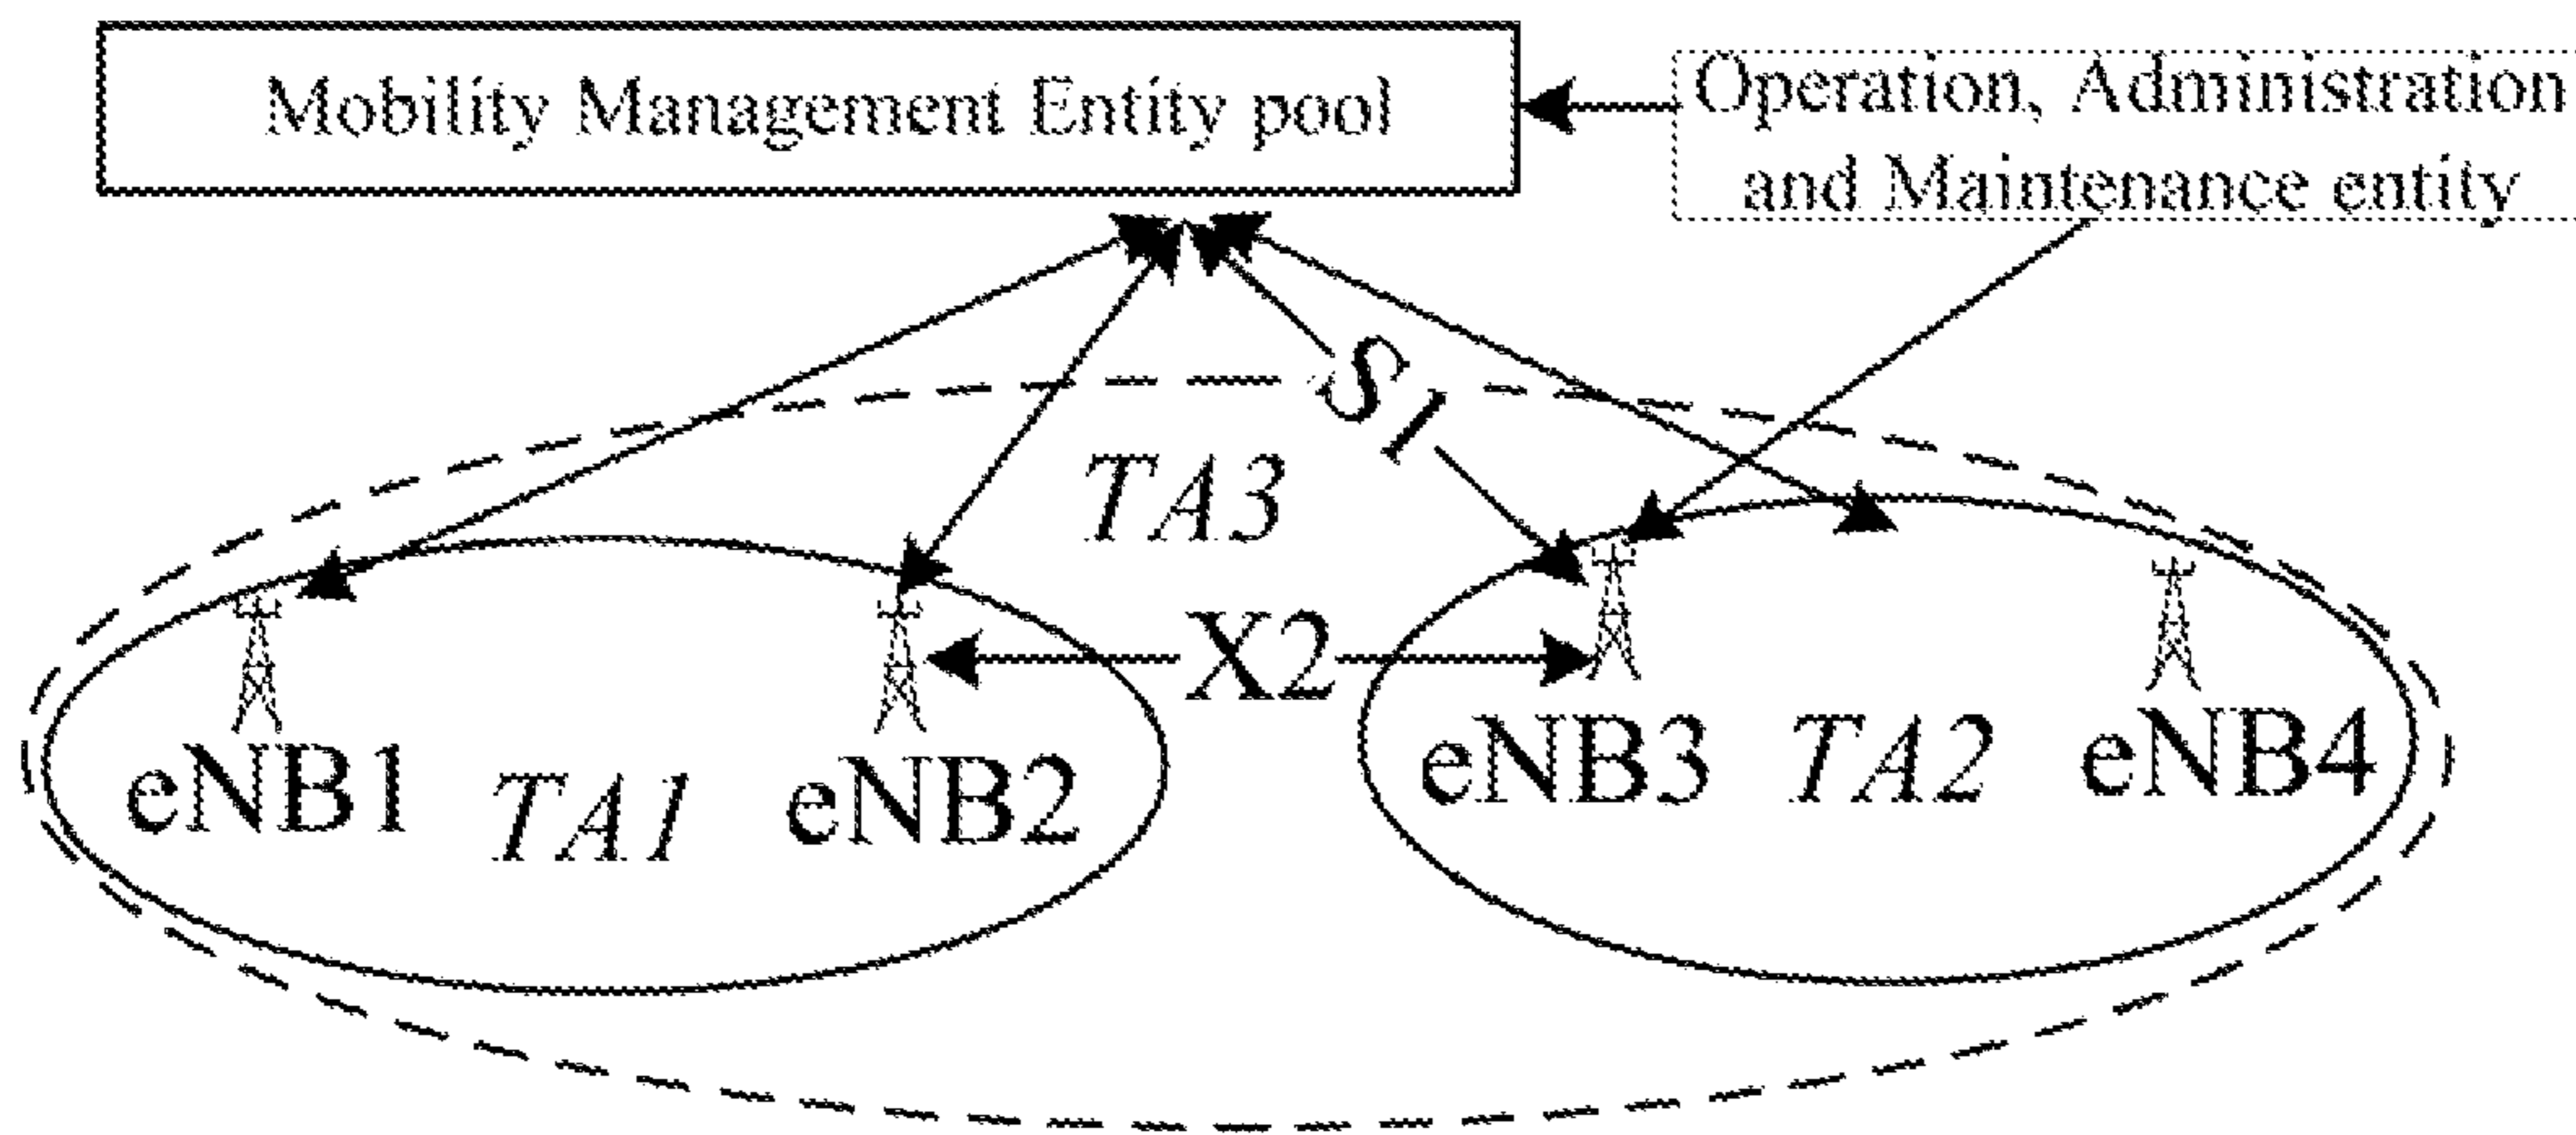 Mobility Management Entity pool
Operation, Administration
and Maintenance entity
S1
TA3
X2
eNB1
TA1
eNB2
eNB3
TA2
eNB4